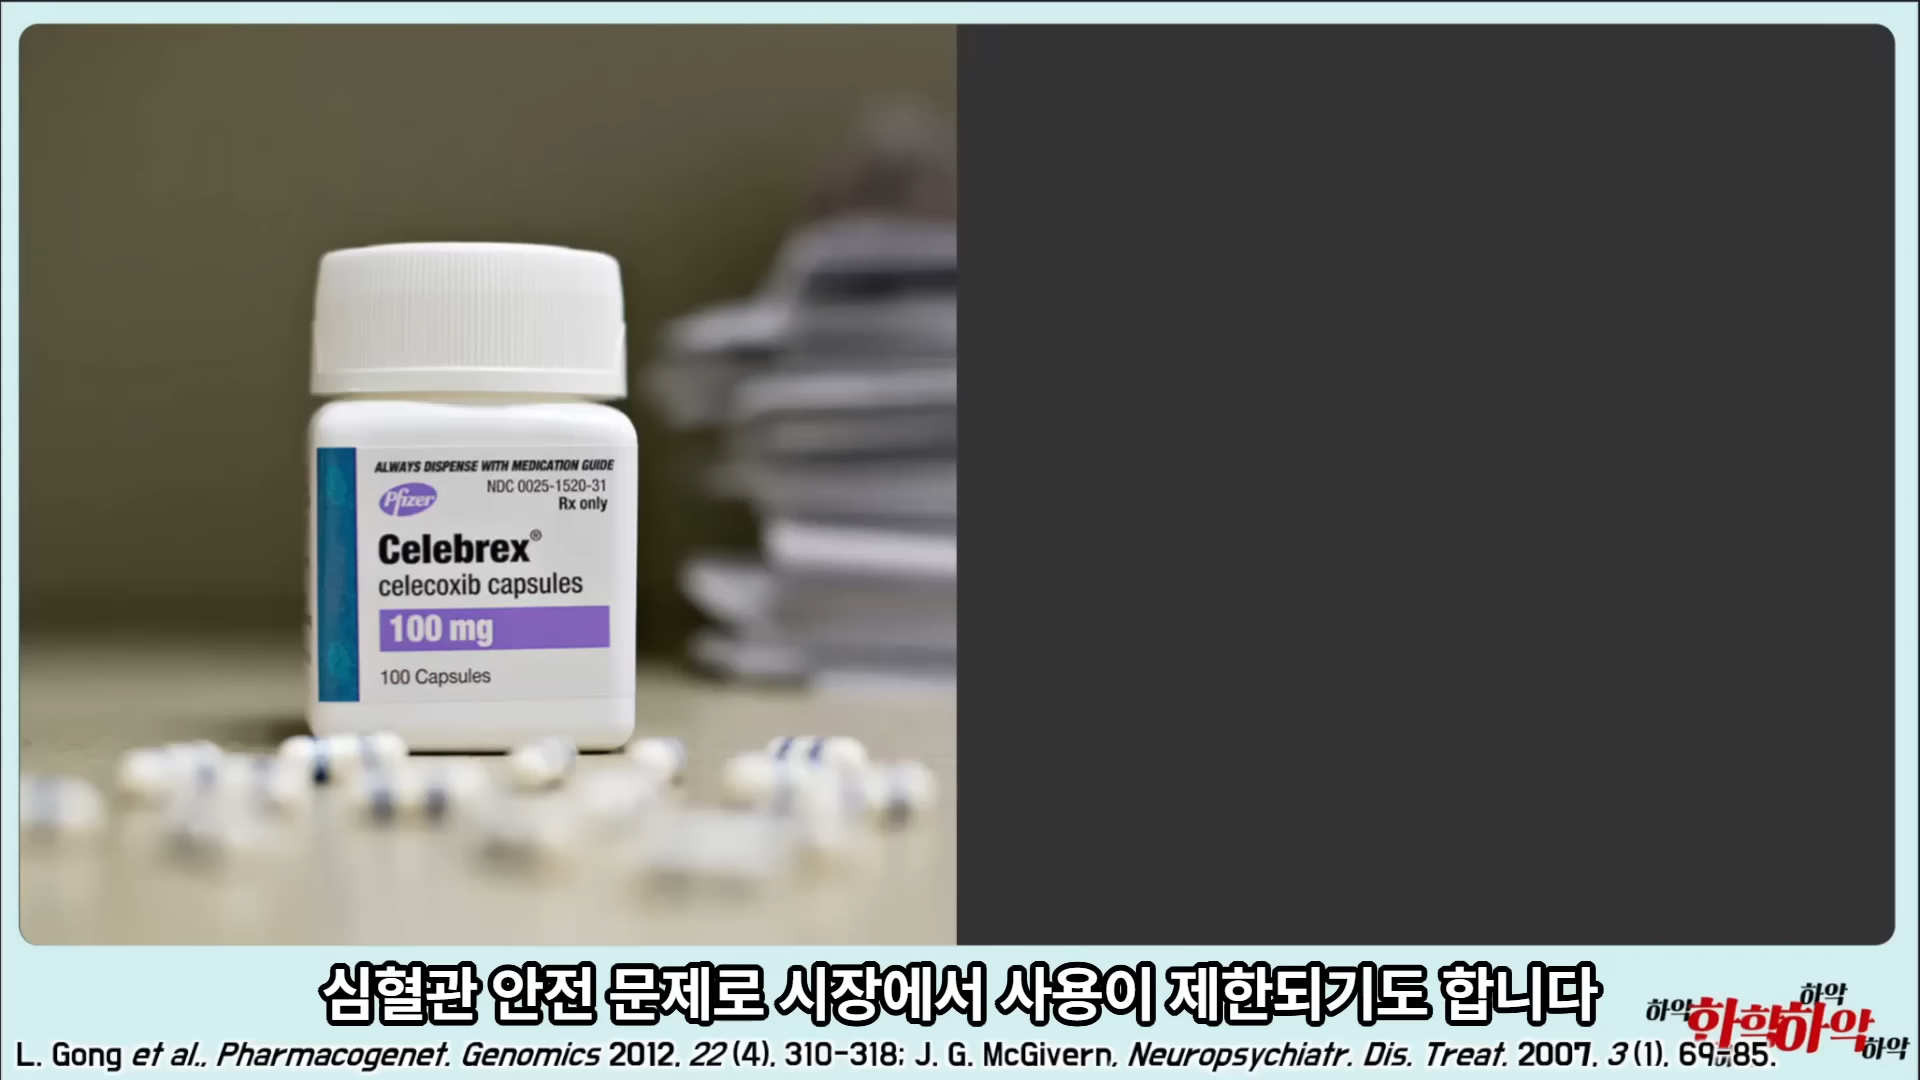 ALWAYS DISPENSE WITH MEDICATION GUIDE
Pfizer
NDC 0025-1520-31
Rx only
Celebrex®
celecoxib capsules
100 mg
100 Capsules
심혈관 안전 문제로 시장에서 사용이 제한되기도 합니다
하악
하악
화학하악
하악
L. Gong et al., Pharmacogenet. Genomics 2012, 22 (4), 310-318; J. G. McGivern, Neuropsychiatr. Dis. Treat. 2007, 3 (1), 69-85.